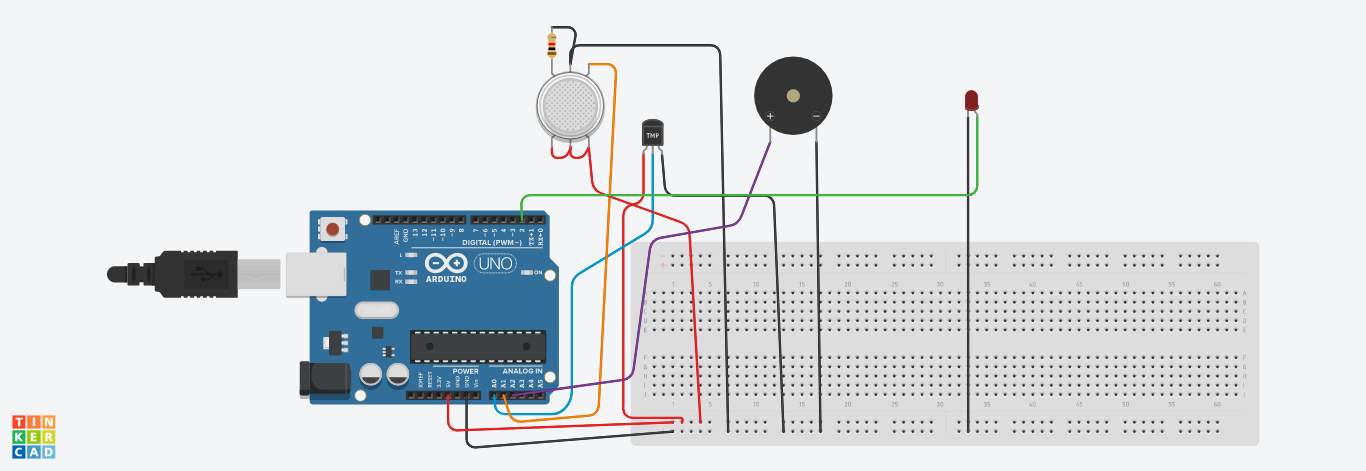 TMP
AREF
GND
13
12
~11
~10
~9
8
7
~6
~5
4
~3
2
TX→1
RX←0
DIGITAL (PWM~)
L
TX
RX
UNO
ON
ARDUINO
POWER
ANALOG IN
IOREF
RESET
3.3V
5V
GND
GND
Vin
A0
A1
A2
A3
A4
A5
1 5 10 15 20 25 30 35 40 45 50 55 60
1 5 10 15 20 25 30 35 40 45 50 55 60
TIN
KER
CAD